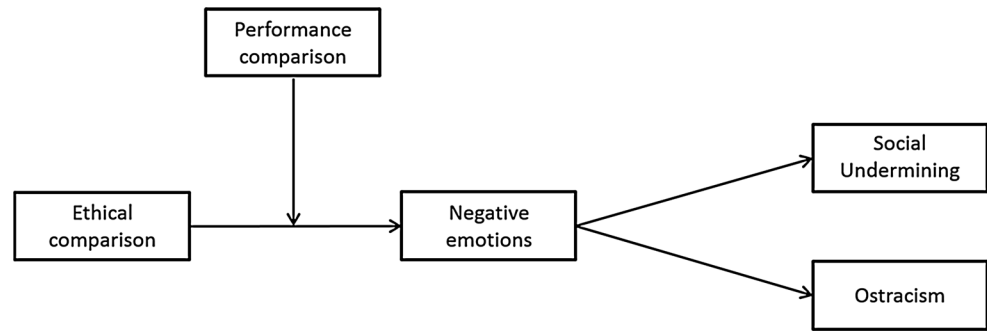 Performance
comparison
Social
Undermining
Ethical
comparison
Negative
emotions
Ostracism